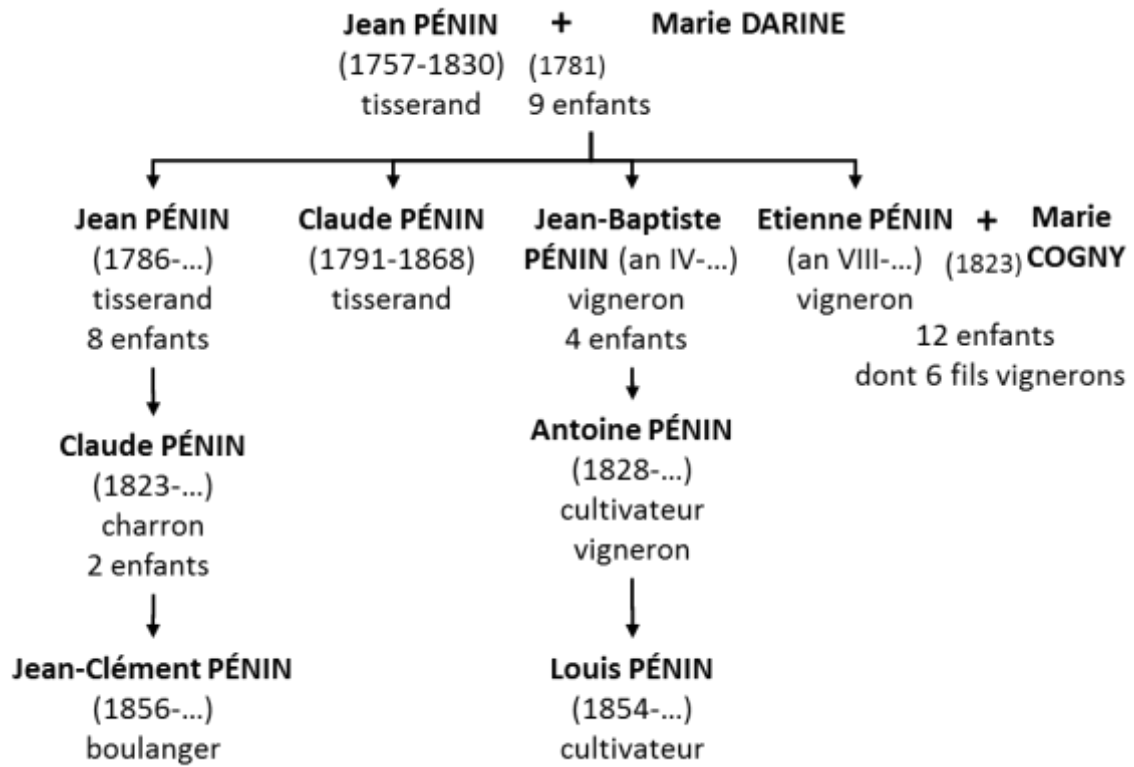 Jean PÉNIN + Marie DARINE
(1757-1830) (1781)
tisserand 9 enfants
Jean PÉNIN
(1786-...)
tisserand
8 enfants
Claude PÉNIN
(1791-1868)
tisserand
Jean-Baptiste
PÉNIN (an IV-...)
vigneron
4 enfants
Etienne PÉNIN + Marie
(an VIII-...) (1823) COGNY
vigneron
12 enfants
dont 6 fils vignerons
Claude PÉNIN
(1823-...)
charron
2 enfants
Antoine PÉNIN
(1828-...)
cultivateur
vigneron
Jean-Clément PÉNIN
(1856-...)
boulanger
Louis PÉNIN
(1854-...)
cultivateur